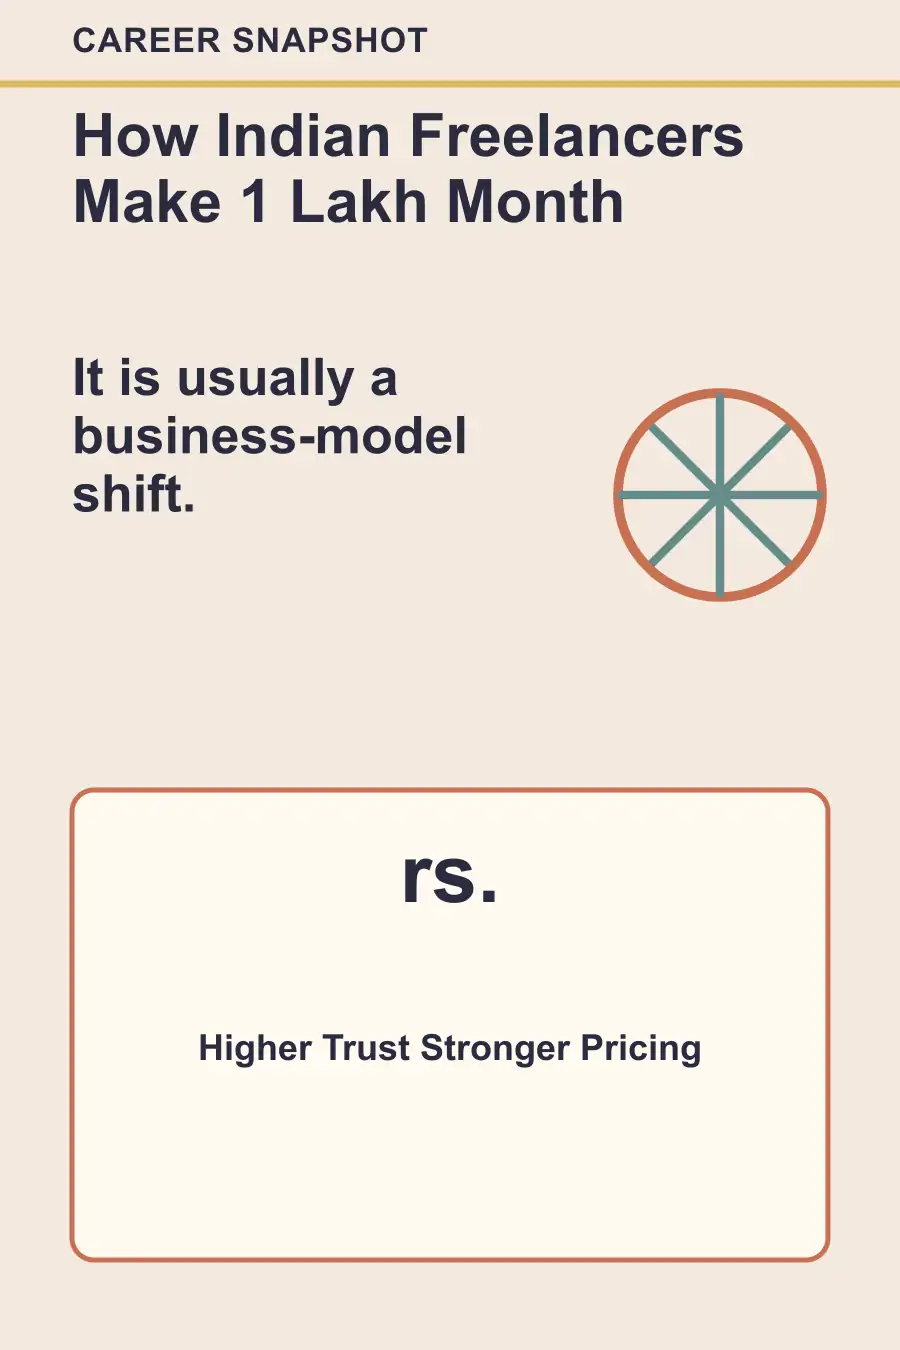 CAREER SNAPSHOT
How Indian Freelancers
Make 1 Lakh Month
It is usually a
business-model
shift.
rs.
Higher Trust Stronger Pricing